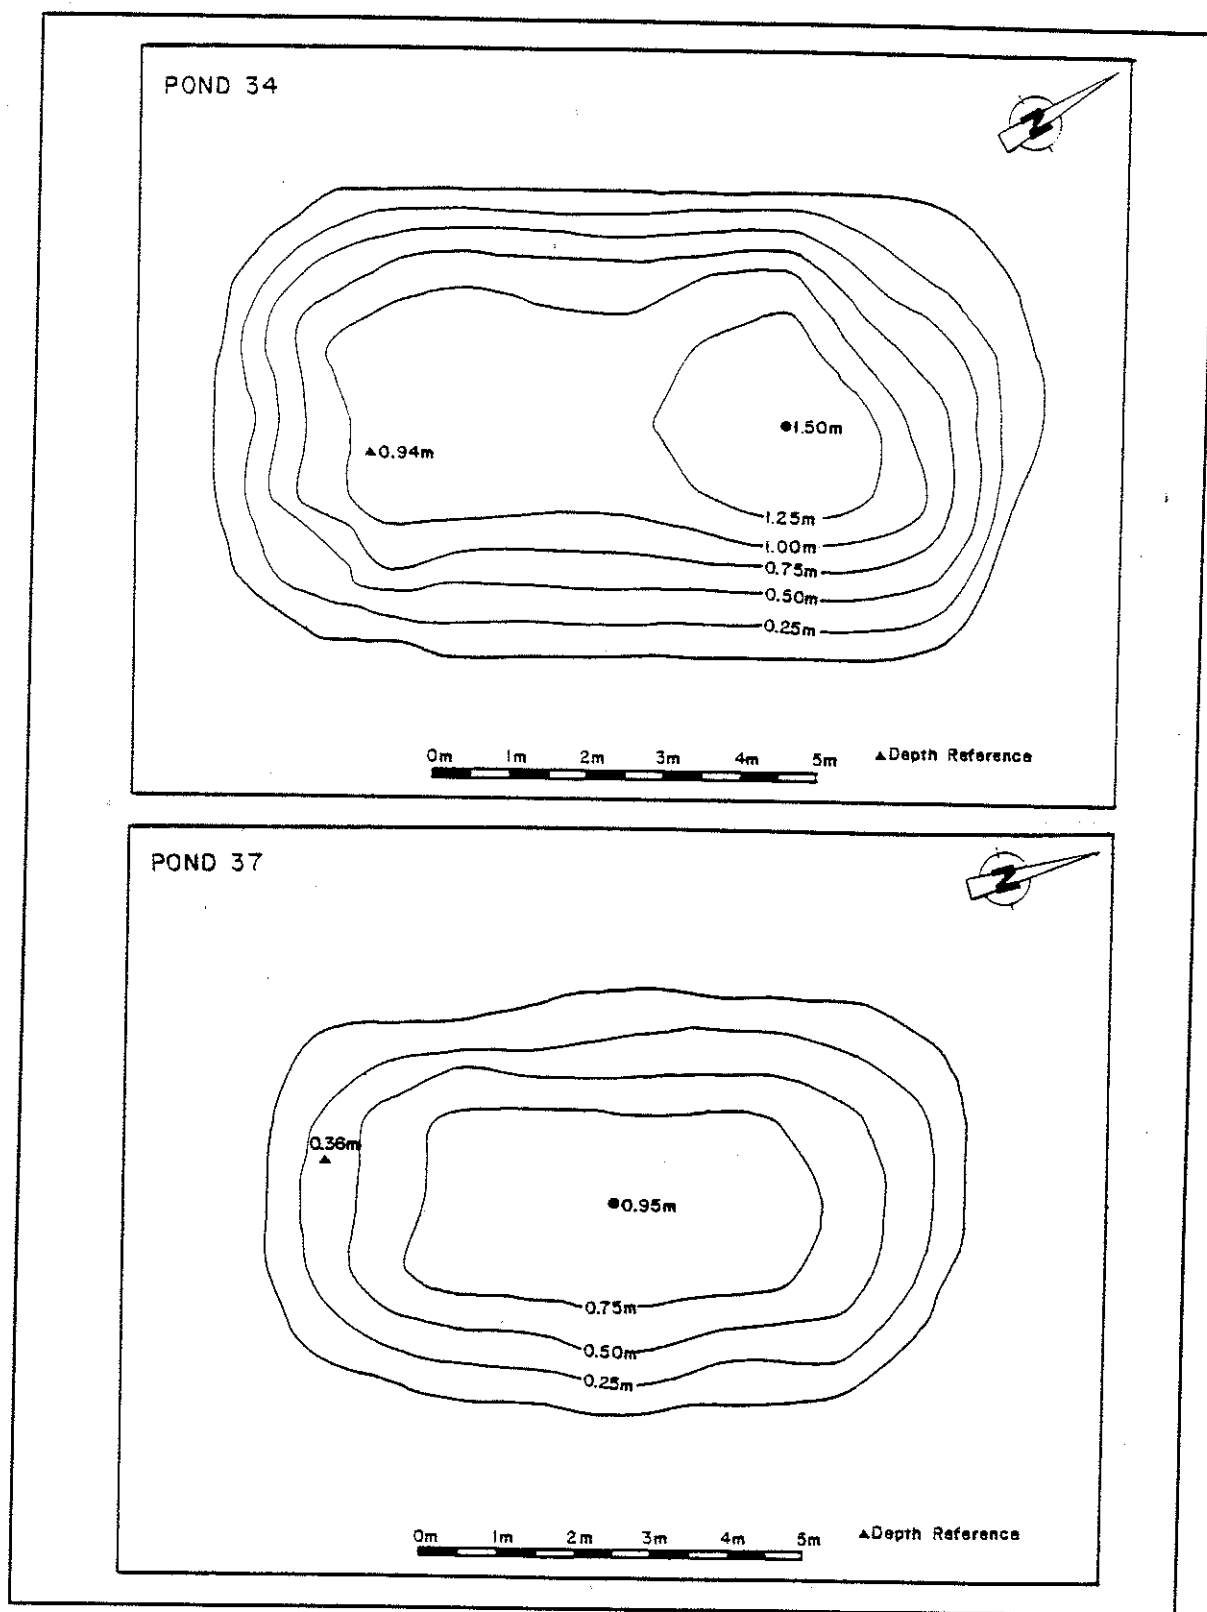 POND 34
N
1.50m
0.94m
1.25m
1.00m
0.75m
0.50m
0.25m
0m 1m 2m 3m 4m 5m ▲Depth Reference
POND 37
N
0.36m
0.95m
0.75m
0.50m
0.25m
0m 1m 2m 3m 4m 5m ▲Depth Reference